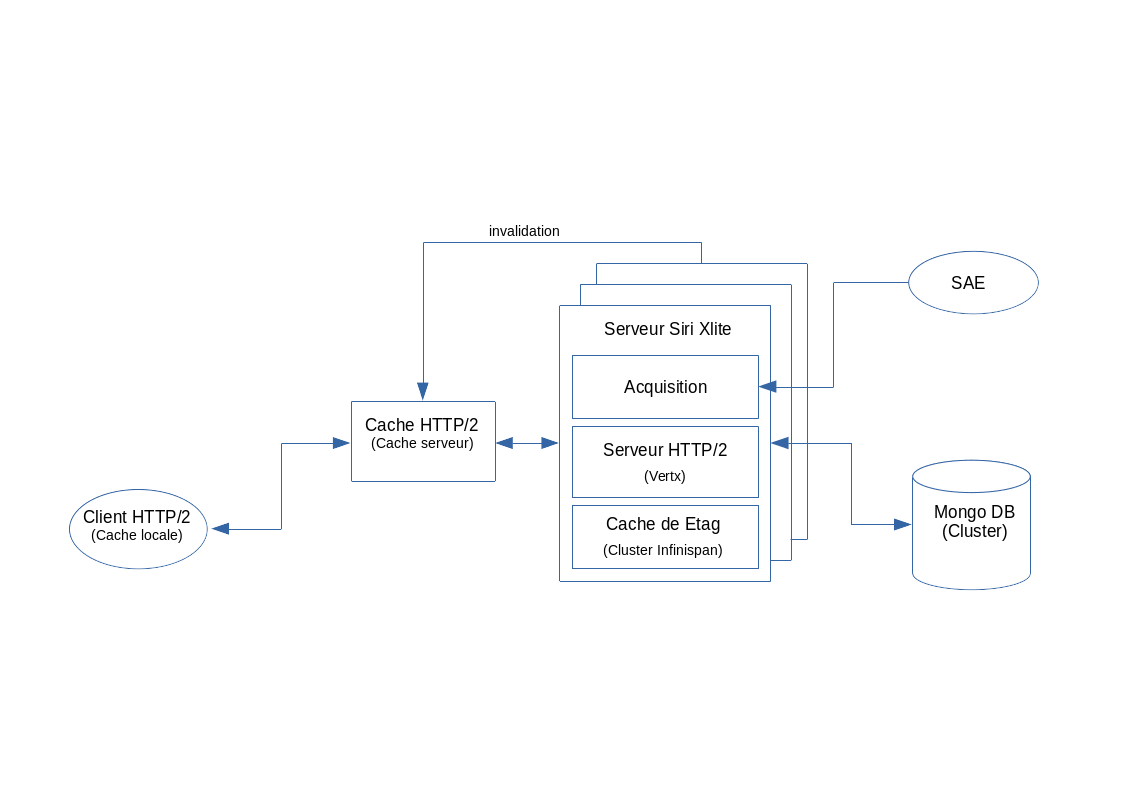 invalidation
SAE
Serveur Siri Xlite
Acquisition
Cache HTTP/2
(Cache serveur)
Serveur HTTP/2
(Vertx)
Client HTTP/2
(Cache locale)
Cache de Etag
(Cluster Infinispan)
Mongo DB
(Cluster)